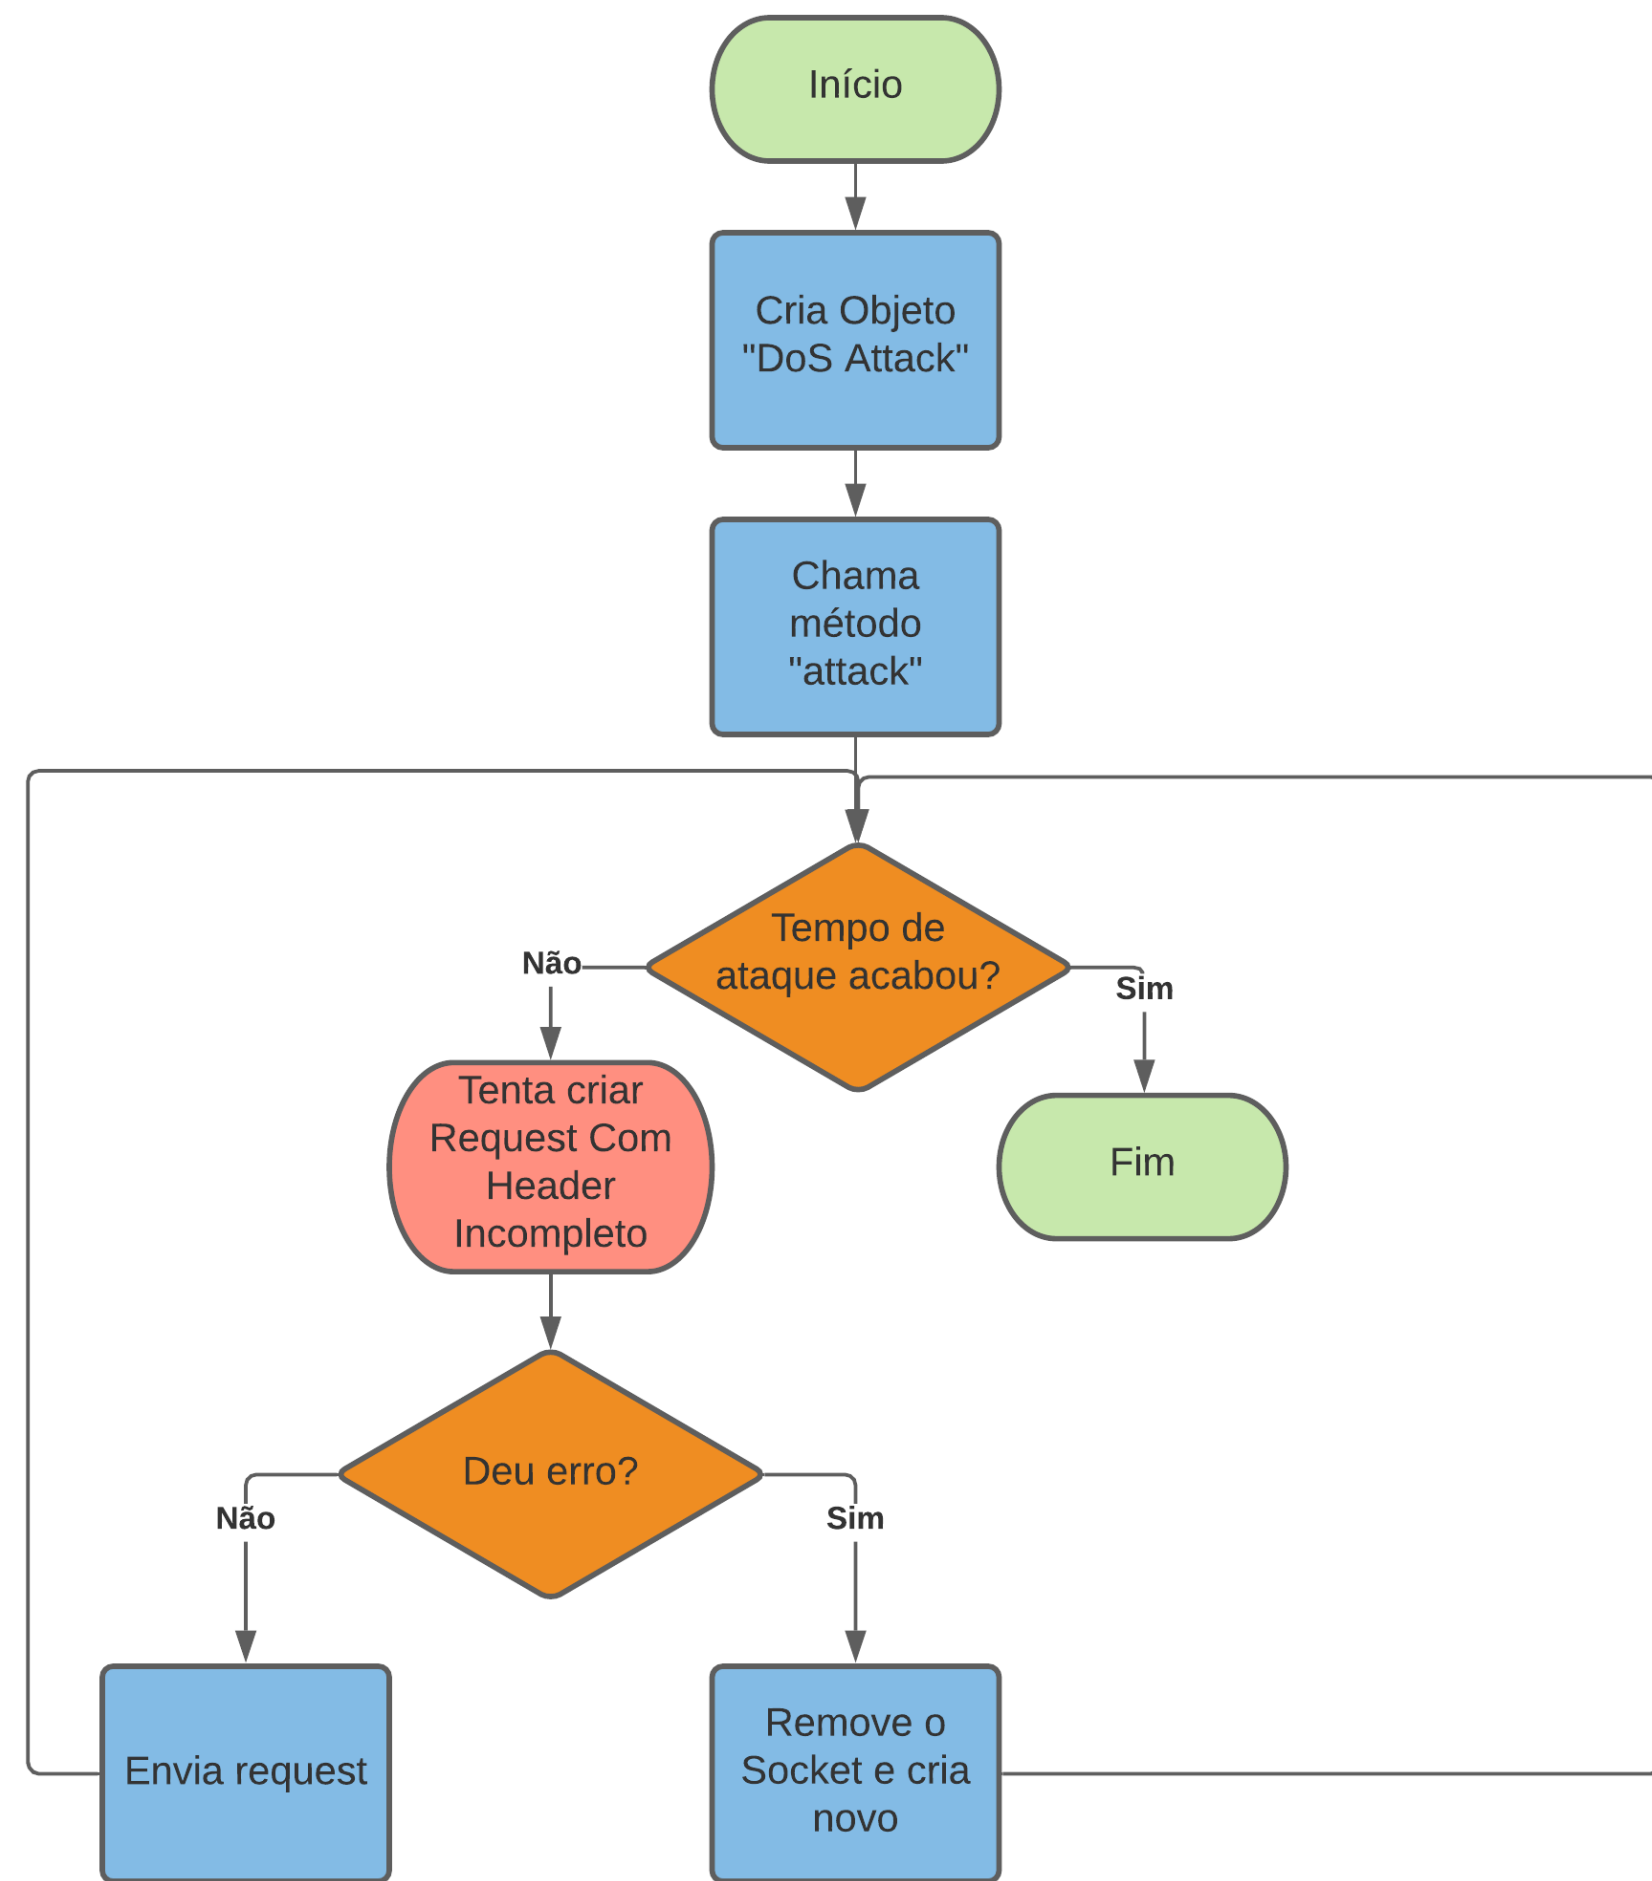 Início
Cria Objeto
"DoS Attack"
Chama
método
"attack"
Tempo de
ataque acabou?
Não
Sim
Tenta criar
Request Com
Header
Incompleto
Fim
Deu erro?
Não
Sim
Envia request
Remove o
Socket e cria
novo